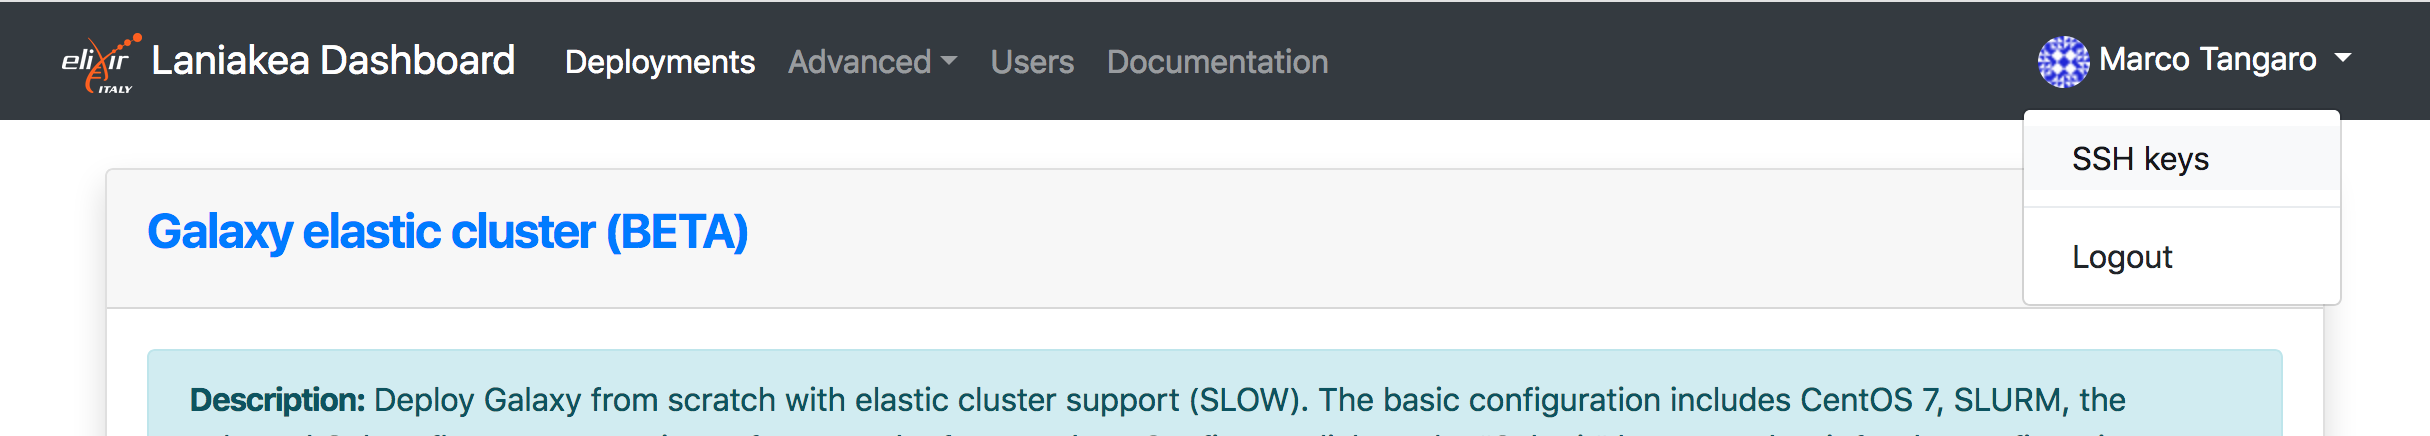 elixir
ITALY
Laniakea Dashboard Deployments Advanced Users Documentation Marco Tangaro
SSH keys
Logout
Galaxy elastic cluster (BETA)
Description: Deploy Galaxy from scratch with elastic cluster support (SLOW). The basic configuration includes CentOS 7, SLURM, the